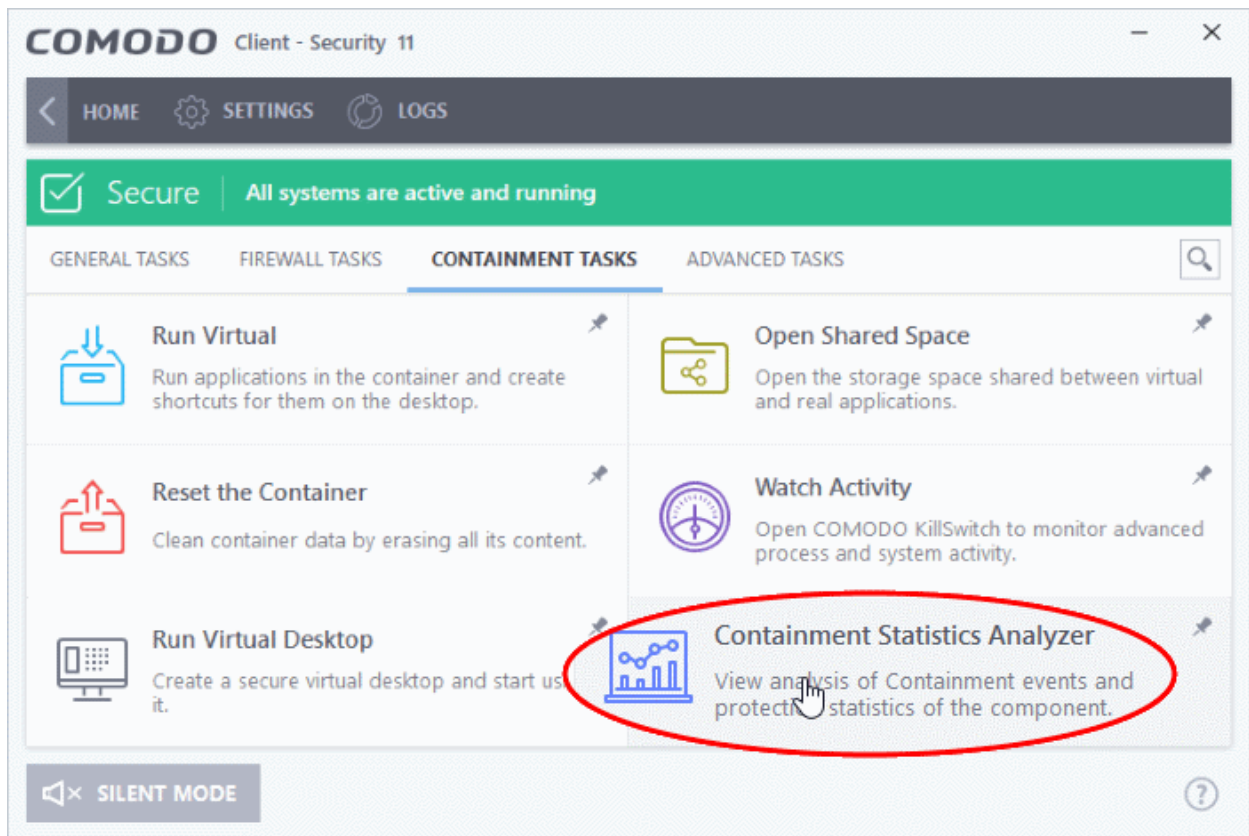 COMODO Client - Security 11
HOME SETTINGS LOGS
Secure All systems are active and running
GENERAL TASKS FIREWALL TASKS CONTAINMENT TASKS ADVANCED TASKS
Run Virtual
Run applications in the container and create
shortcuts for them on the desktop.
Open Shared Space
Open the storage space shared between virtual
and real applications.
Reset the Container
Clean container data by erasing all its content.
Watch Activity
Open COMODO KillSwitch to monitor advanced
process and system activity.
Run Virtual Desktop
Create a secure virtual desktop and start
it.
Containment Statistics Analyzer
View analysis of Containment events and
protection statistics of the component.
SILENT MODE
?